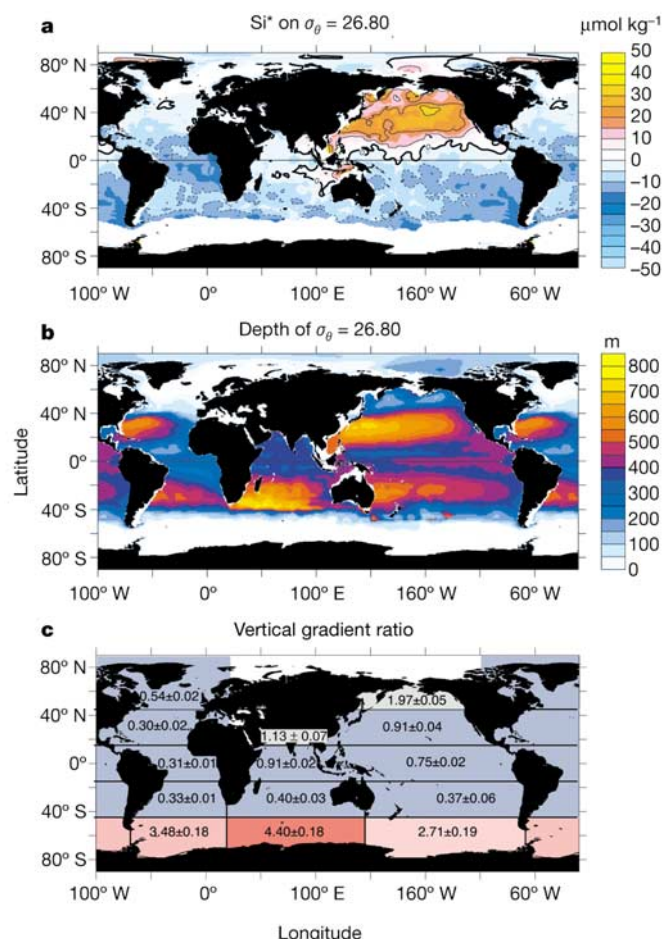 a
Si* on σθ = 26.80
μmol kg⁻¹
80° N
40° N
0°
40° S
80° S
50
40
30
20
10
0
−10
−20
−30
−40
−50
100° W 0° 100° E 160° W 60° W
b
Depth of σθ = 26.80
m
80° N
40° N
0°
40° S
80° S
Latitude
800
700
600
500
400
300
200
100
0
100° W 0° 100° E 160° W 60° W
c
Vertical gradient ratio
80° N
40° N
0°
40° S
80° S
0.54±0.02 1.97±0.05
0.30±0.02 1.13 ± 0.07 0.91±0.04
0.31±0.01 0.91±0.02 0.75±0.02
0.33±0.01 0.40±0.03 0.37±0.06
3.48±0.18 4.40±0.18 2.71±0.19
100° W 0° 100° E 160° W 60° W
Longitude